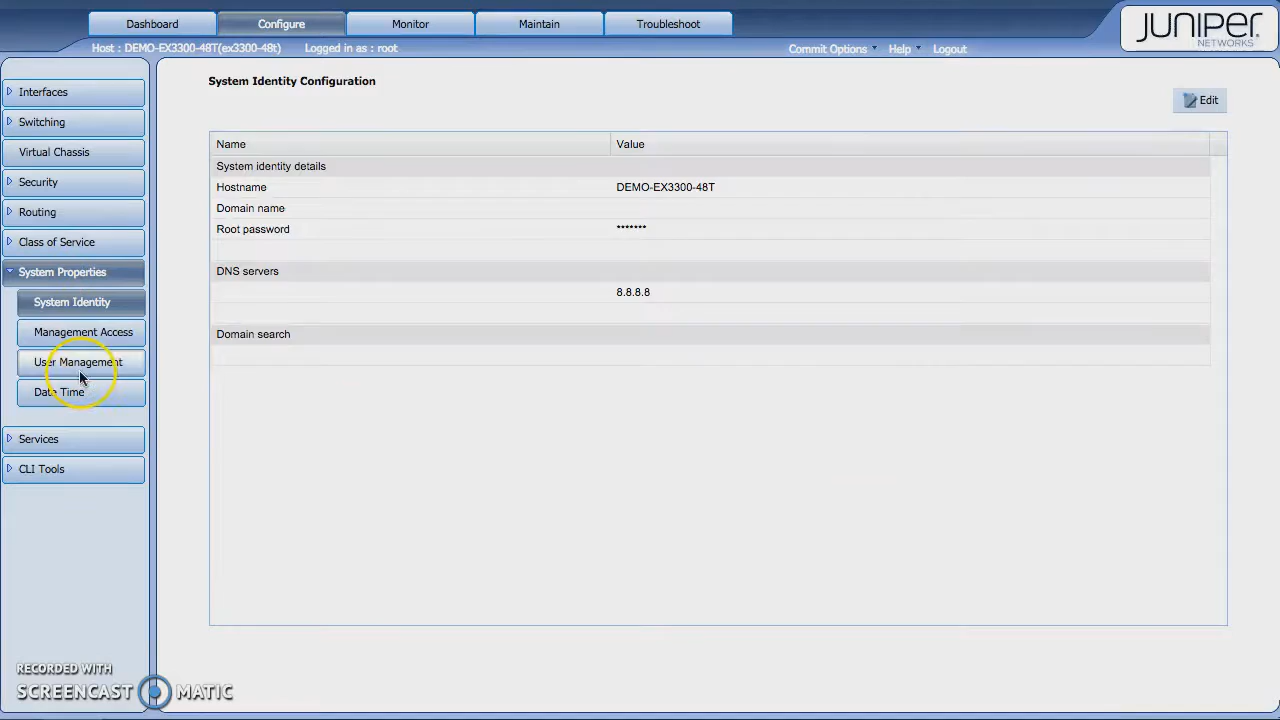 Dashboard
Configure
Monitor
Maintain
Troubleshoot
JUNIPER
NETWORKS
Host : DEMO-EX3300-48T(ex3300-48t)
Logged in as : root
Commit Options
Help
Logout
Interfaces
Switching
Virtual Chassis
Security
Routing
Class of Service
System Properties
System Identity
Management Access
User Management
Date Time
Services
CLI Tools
System Identity Configuration
Edit
Name Value
System identity details
Hostname DEMO-EX3300-48T
Domain name
Root password *******
DNS servers
8.8.8.8
Domain search
RECORDED WITH
SCREENCAST MATIC